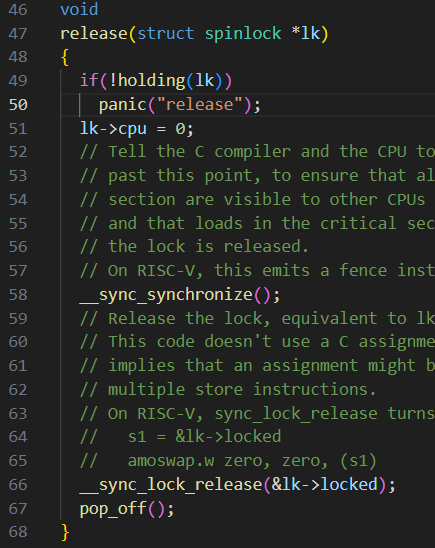 46 void
47 release(struct spinlock *lk)
48 {
49   if(!holding(lk))
50     panic("release");
51   lk->cpu = 0;
52   // Tell the C compiler and the CPU to
53   // past this point, to ensure that al
54   // section are visible to other CPUs
55   // and that loads in the critical sec
56   // the lock is released.
57   // On RISC-V, this emits a fence inst
58   __sync_synchronize();
59   // Release the lock, equivalent to lk
60   // This code doesn't use a C assignme
61   // implies that an assignment might b
62   // multiple store instructions.
63   // On RISC-V, sync_lock_release turns
64   //   s1 = &lk->locked
65   //   amoswap.w zero, zero, (s1)
66   __sync_lock_release(&lk->locked);
67   pop_off();
68 }